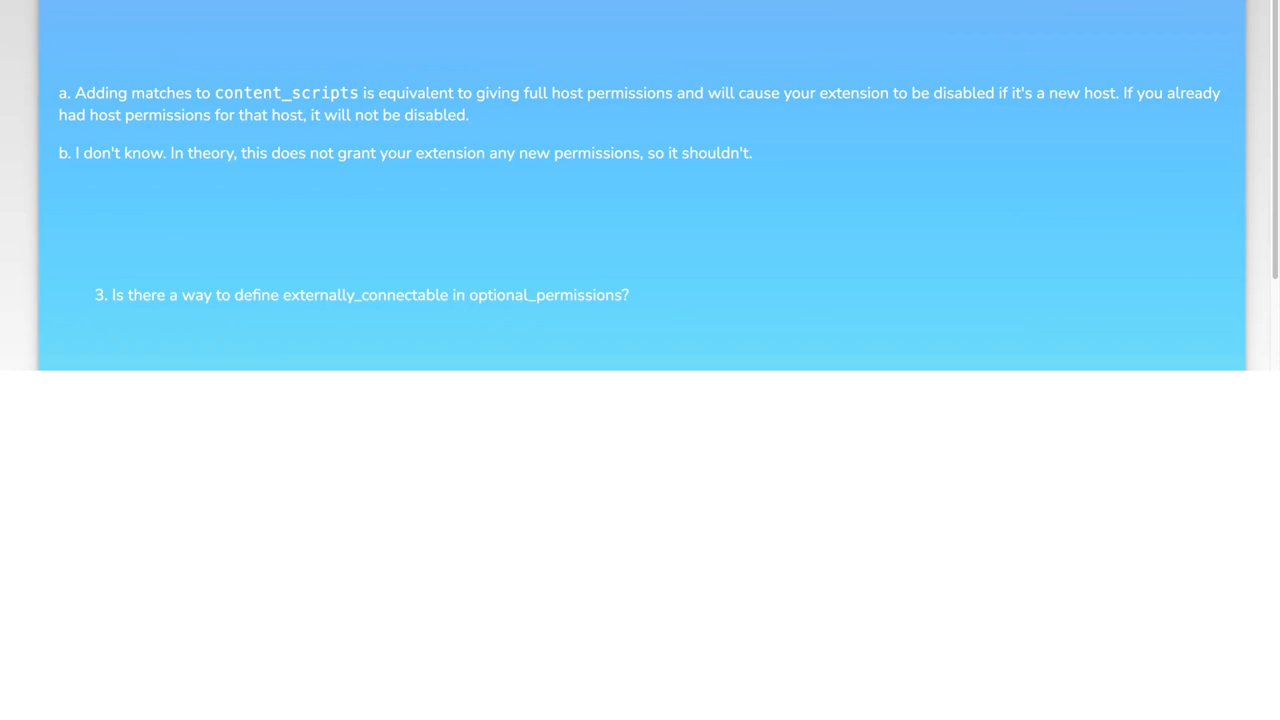 a. Adding matches to content_scripts is equivalent to giving full host permissions and will cause your extension to be disabled if it's a new host. If you already
had host permissions for that host, it will not be disabled.
b. I don't know. In theory, this does not grant your extension any new permissions, so it shouldn't.
3. Is there a way to define externally_connectable in optional_permissions?